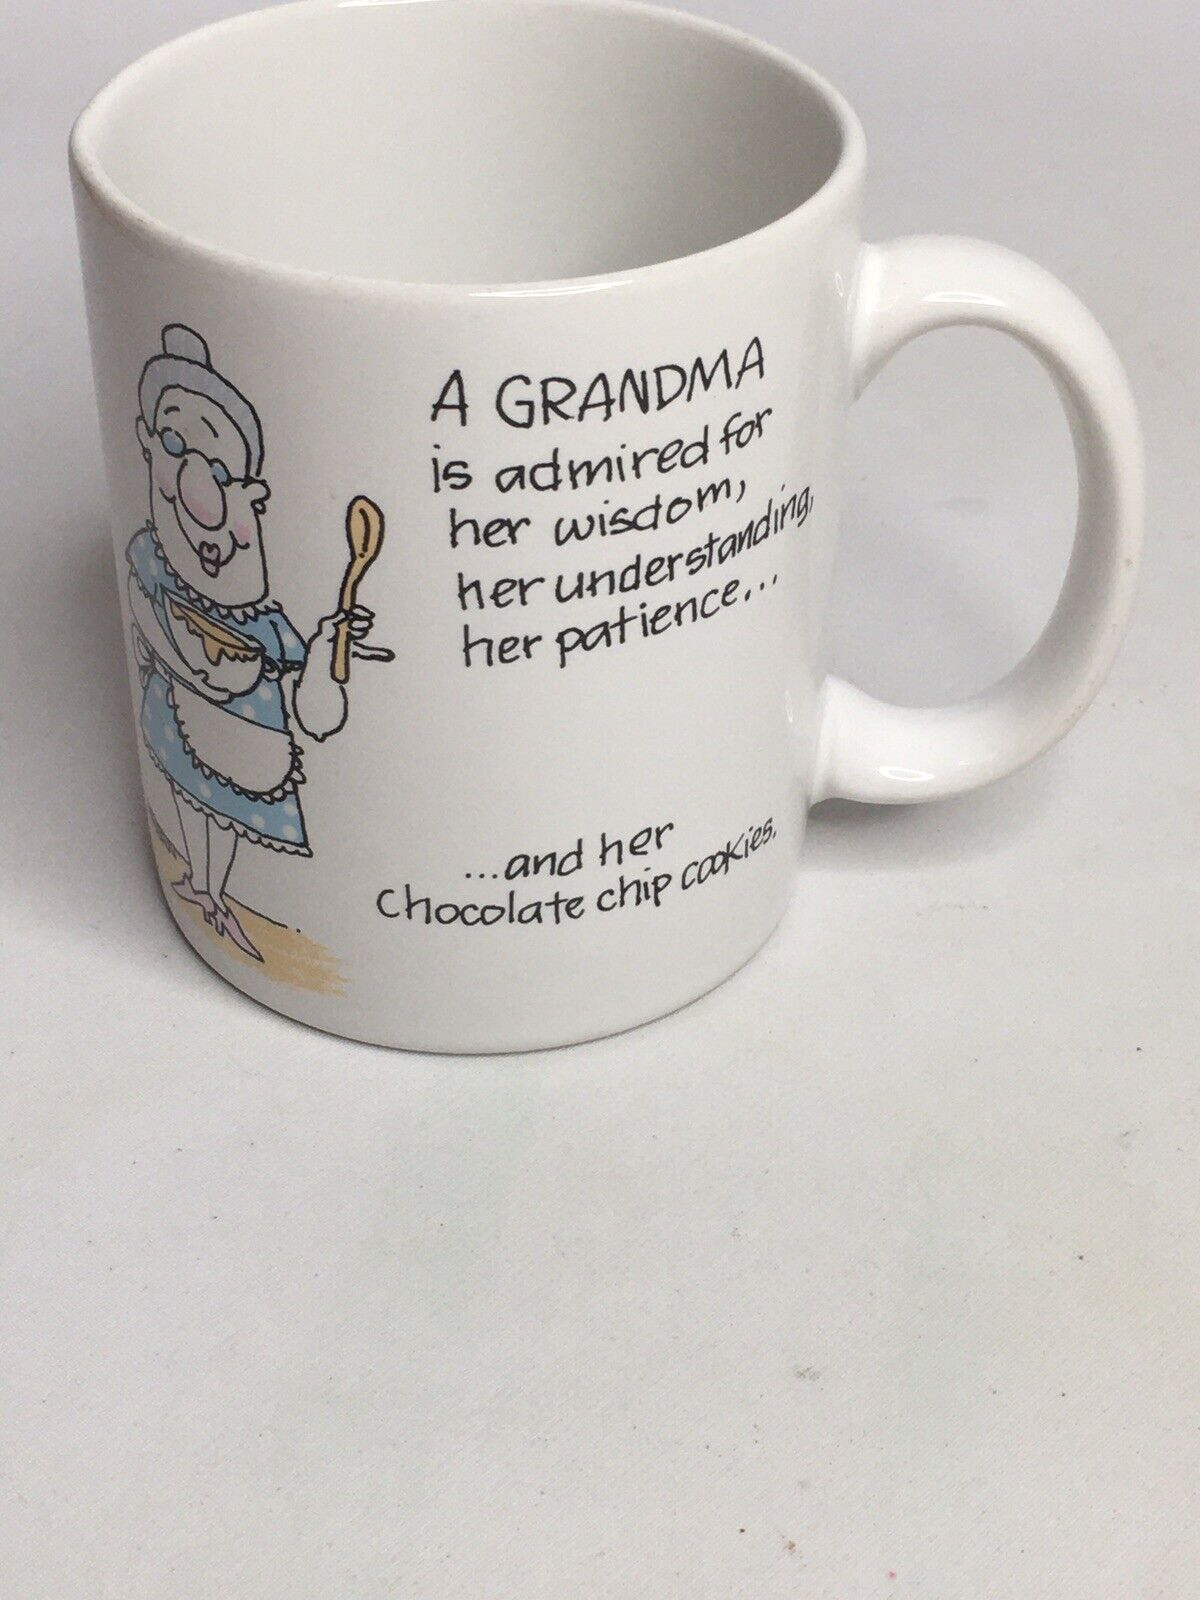 A GRANDMA
is admired for
her wisdom,
her understanding,
her patience...
...and her
chocolate chip cookies.